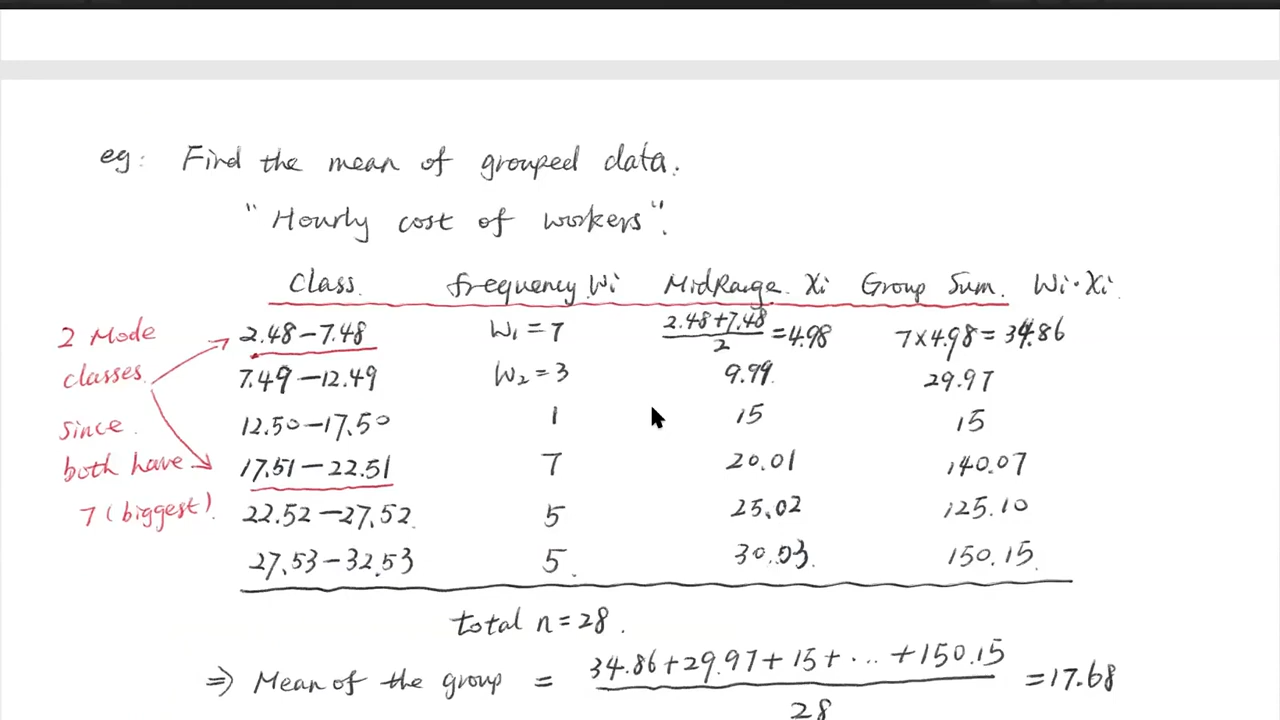 eg: Find the mean of grouped data.
"Hourly cost of workers".
Class. frequency Wi MidRange. Xi Group Sum. Wi·Xi
2.48-7.48 W1=7 (2.48+7.48)/2=4.98 7×4.98=34.86
7.49-12.49 W2=3 9.99. 29.97
12.50-17.50 1 15 15
17.51-22.51 7 20.01 140.07
22.52-27.52. 5 25.02 125.10
27.53-32.53 5. 30.03. 150.15.
2 Mode
classes.
Since.
both have
7 (biggest).
total n=28.
⇒ Mean of the group = (34.86+29.97+15+...+150.15)/28 =17.68